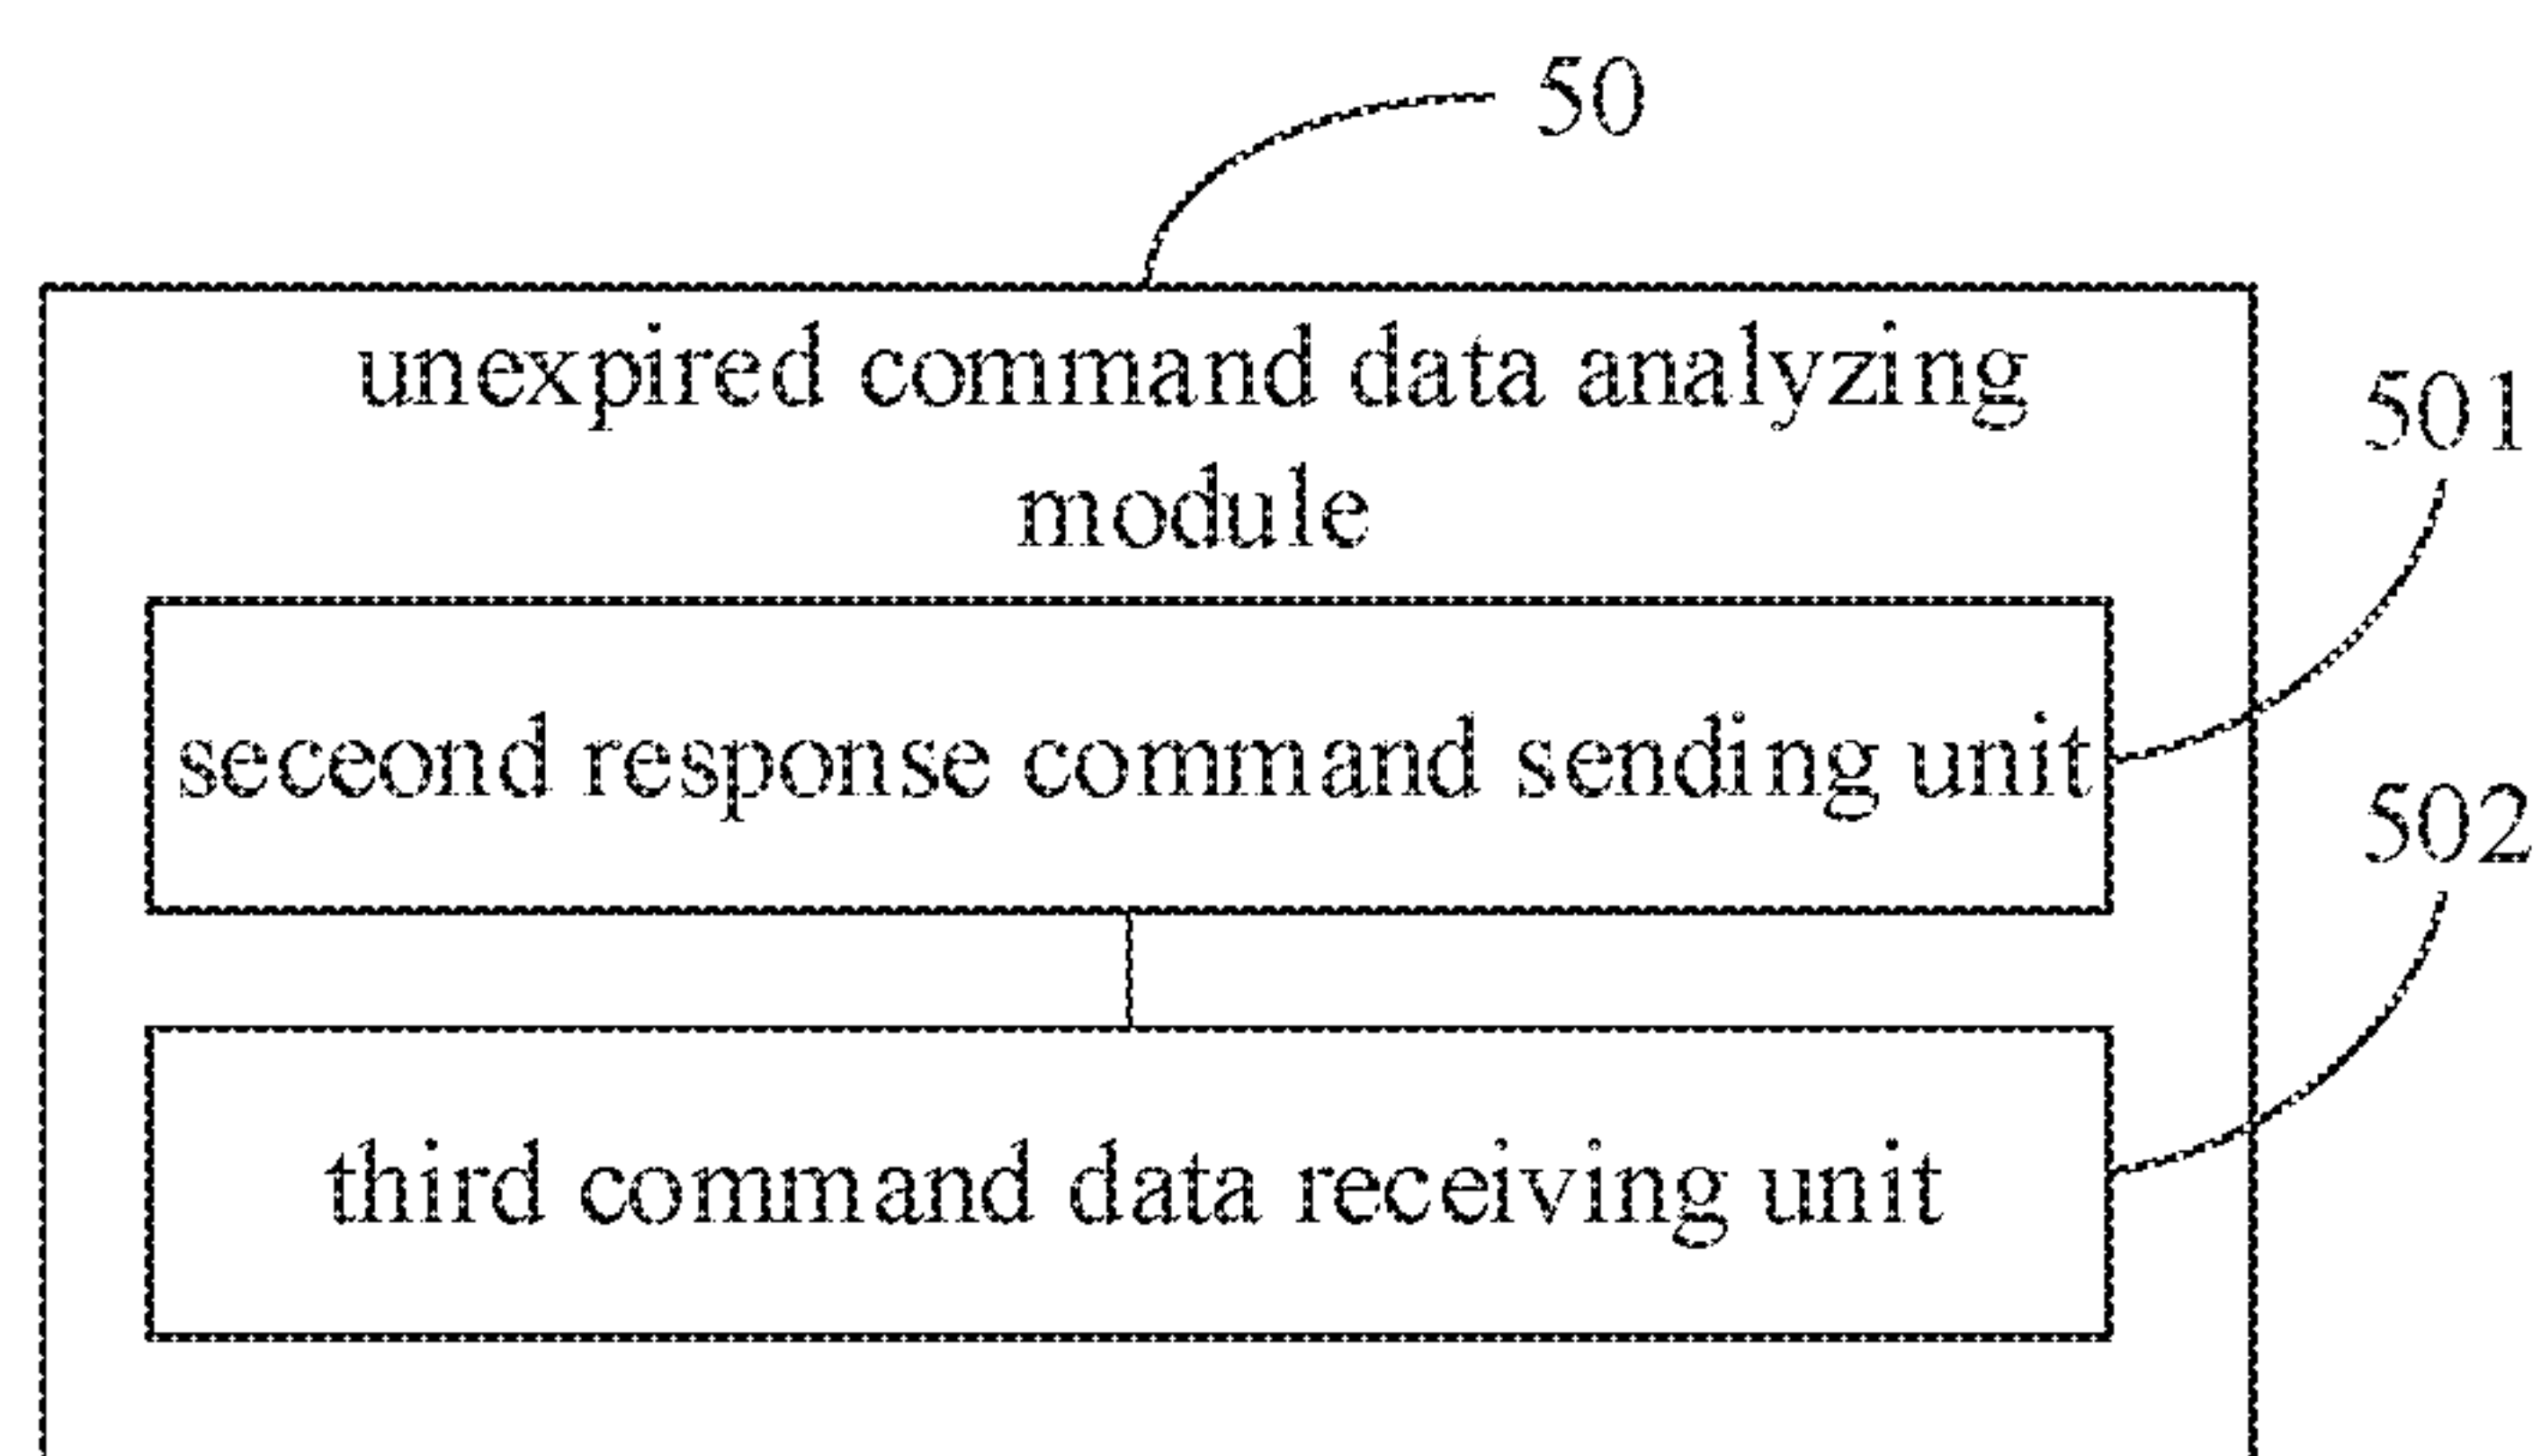 50
unexpired command data analyzing
module
501
seceond response command sending unit
502
third command data receiving unit